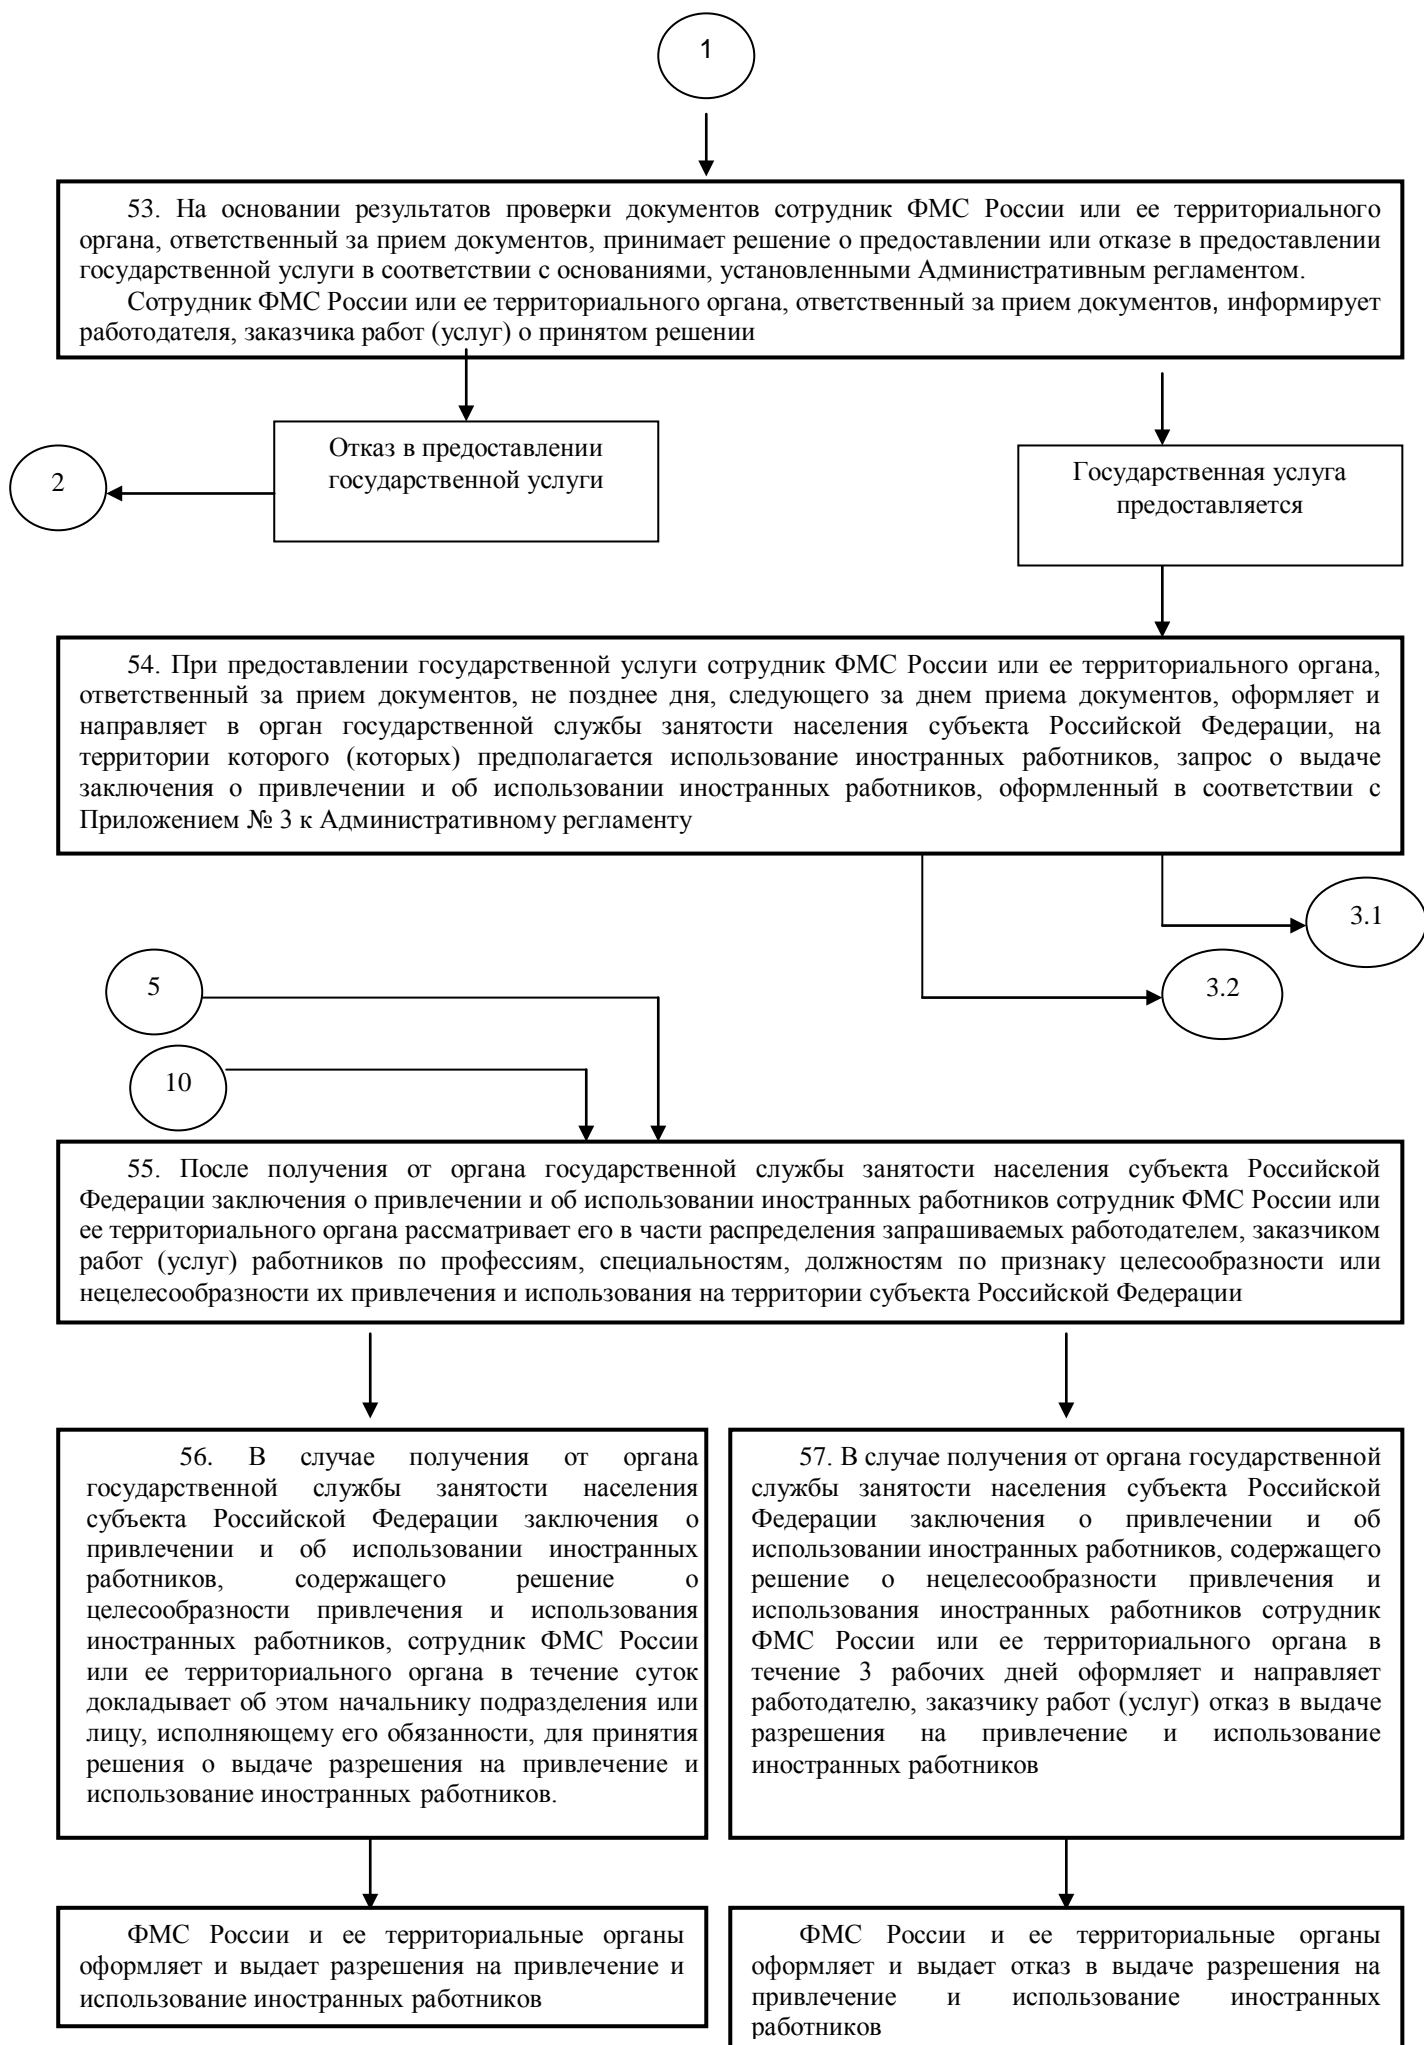 1
53. На основании результатов проверки документов сотрудник ФМС России или ее территориального
органа, ответственный за прием документов, принимает решение о предоставлении или отказе в предоставлении
государственной услуги в соответствии с основаниями, установленными Административным регламентом.
Сотрудник ФМС России или ее территориального органа, ответственный за прием документов, информирует
работодателя, заказчика работ (услуг) о принятом решении
Отказ в предоставлении
государственной услуги
2
Государственная услуга
предоставляется
54. При предоставлении государственной услуги сотрудник ФМС России или ее территориального органа,
ответственный за прием документов, не позднее дня, следующего за днем приема документов, оформляет и
направляет в орган государственной службы занятости населения субъекта Российской Федерации, на
территории которого (которых) предполагается использование иностранных работников, запрос о выдаче
заключения о привлечении и об использовании иностранных работников, оформленный в соответствии с
Приложением № 3 к Административному регламенту
3.1
3.2
5
10
55. После получения от органа государственной службы занятости населения субъекта Российской
Федерации заключения о привлечении и об использовании иностранных работников сотрудник ФМС России или
ее территориального органа рассматривает его в части распределения запрашиваемых работодателем, заказчиком
работ (услуг) работников по профессиям, специальностям, должностям по признаку целесообразности или
нецелесообразности их привлечения и использования на территории субъекта Российской Федерации
56. В случае получения от органа
государственной службы занятости населения
субъекта Российской Федерации заключения о
привлечении и об использовании иностранных
работников, содержащего решение о
целесообразности привлечения и использования
иностранных работников, сотрудник ФМС России
или ее территориального органа в течение суток
докладывает об этом начальнику подразделения или
лицу, исполняющему его обязанности, для принятия
решения о выдаче разрешения на привлечение и
использование иностранных работников.
57. В случае получения от органа государственной
службы занятости населения субъекта Российской
Федерации заключения о привлечении и об
использовании иностранных работников, содержащего
решение о нецелесообразности привлечения и
использования иностранных работников сотрудник
ФМС России или ее территориального органа в
течение 3 рабочих дней оформляет и направляет
работодателю, заказчику работ (услуг) отказ в выдаче
разрешения на привлечение и использование
иностранных работников
ФМС России и ее территориальные органы
оформляет и выдает разрешения на привлечение и
использование иностранных работников
ФМС России и ее территориальные органы
оформляет и выдает отказ в выдаче разрешения на
привлечение и использование иностранных
работников